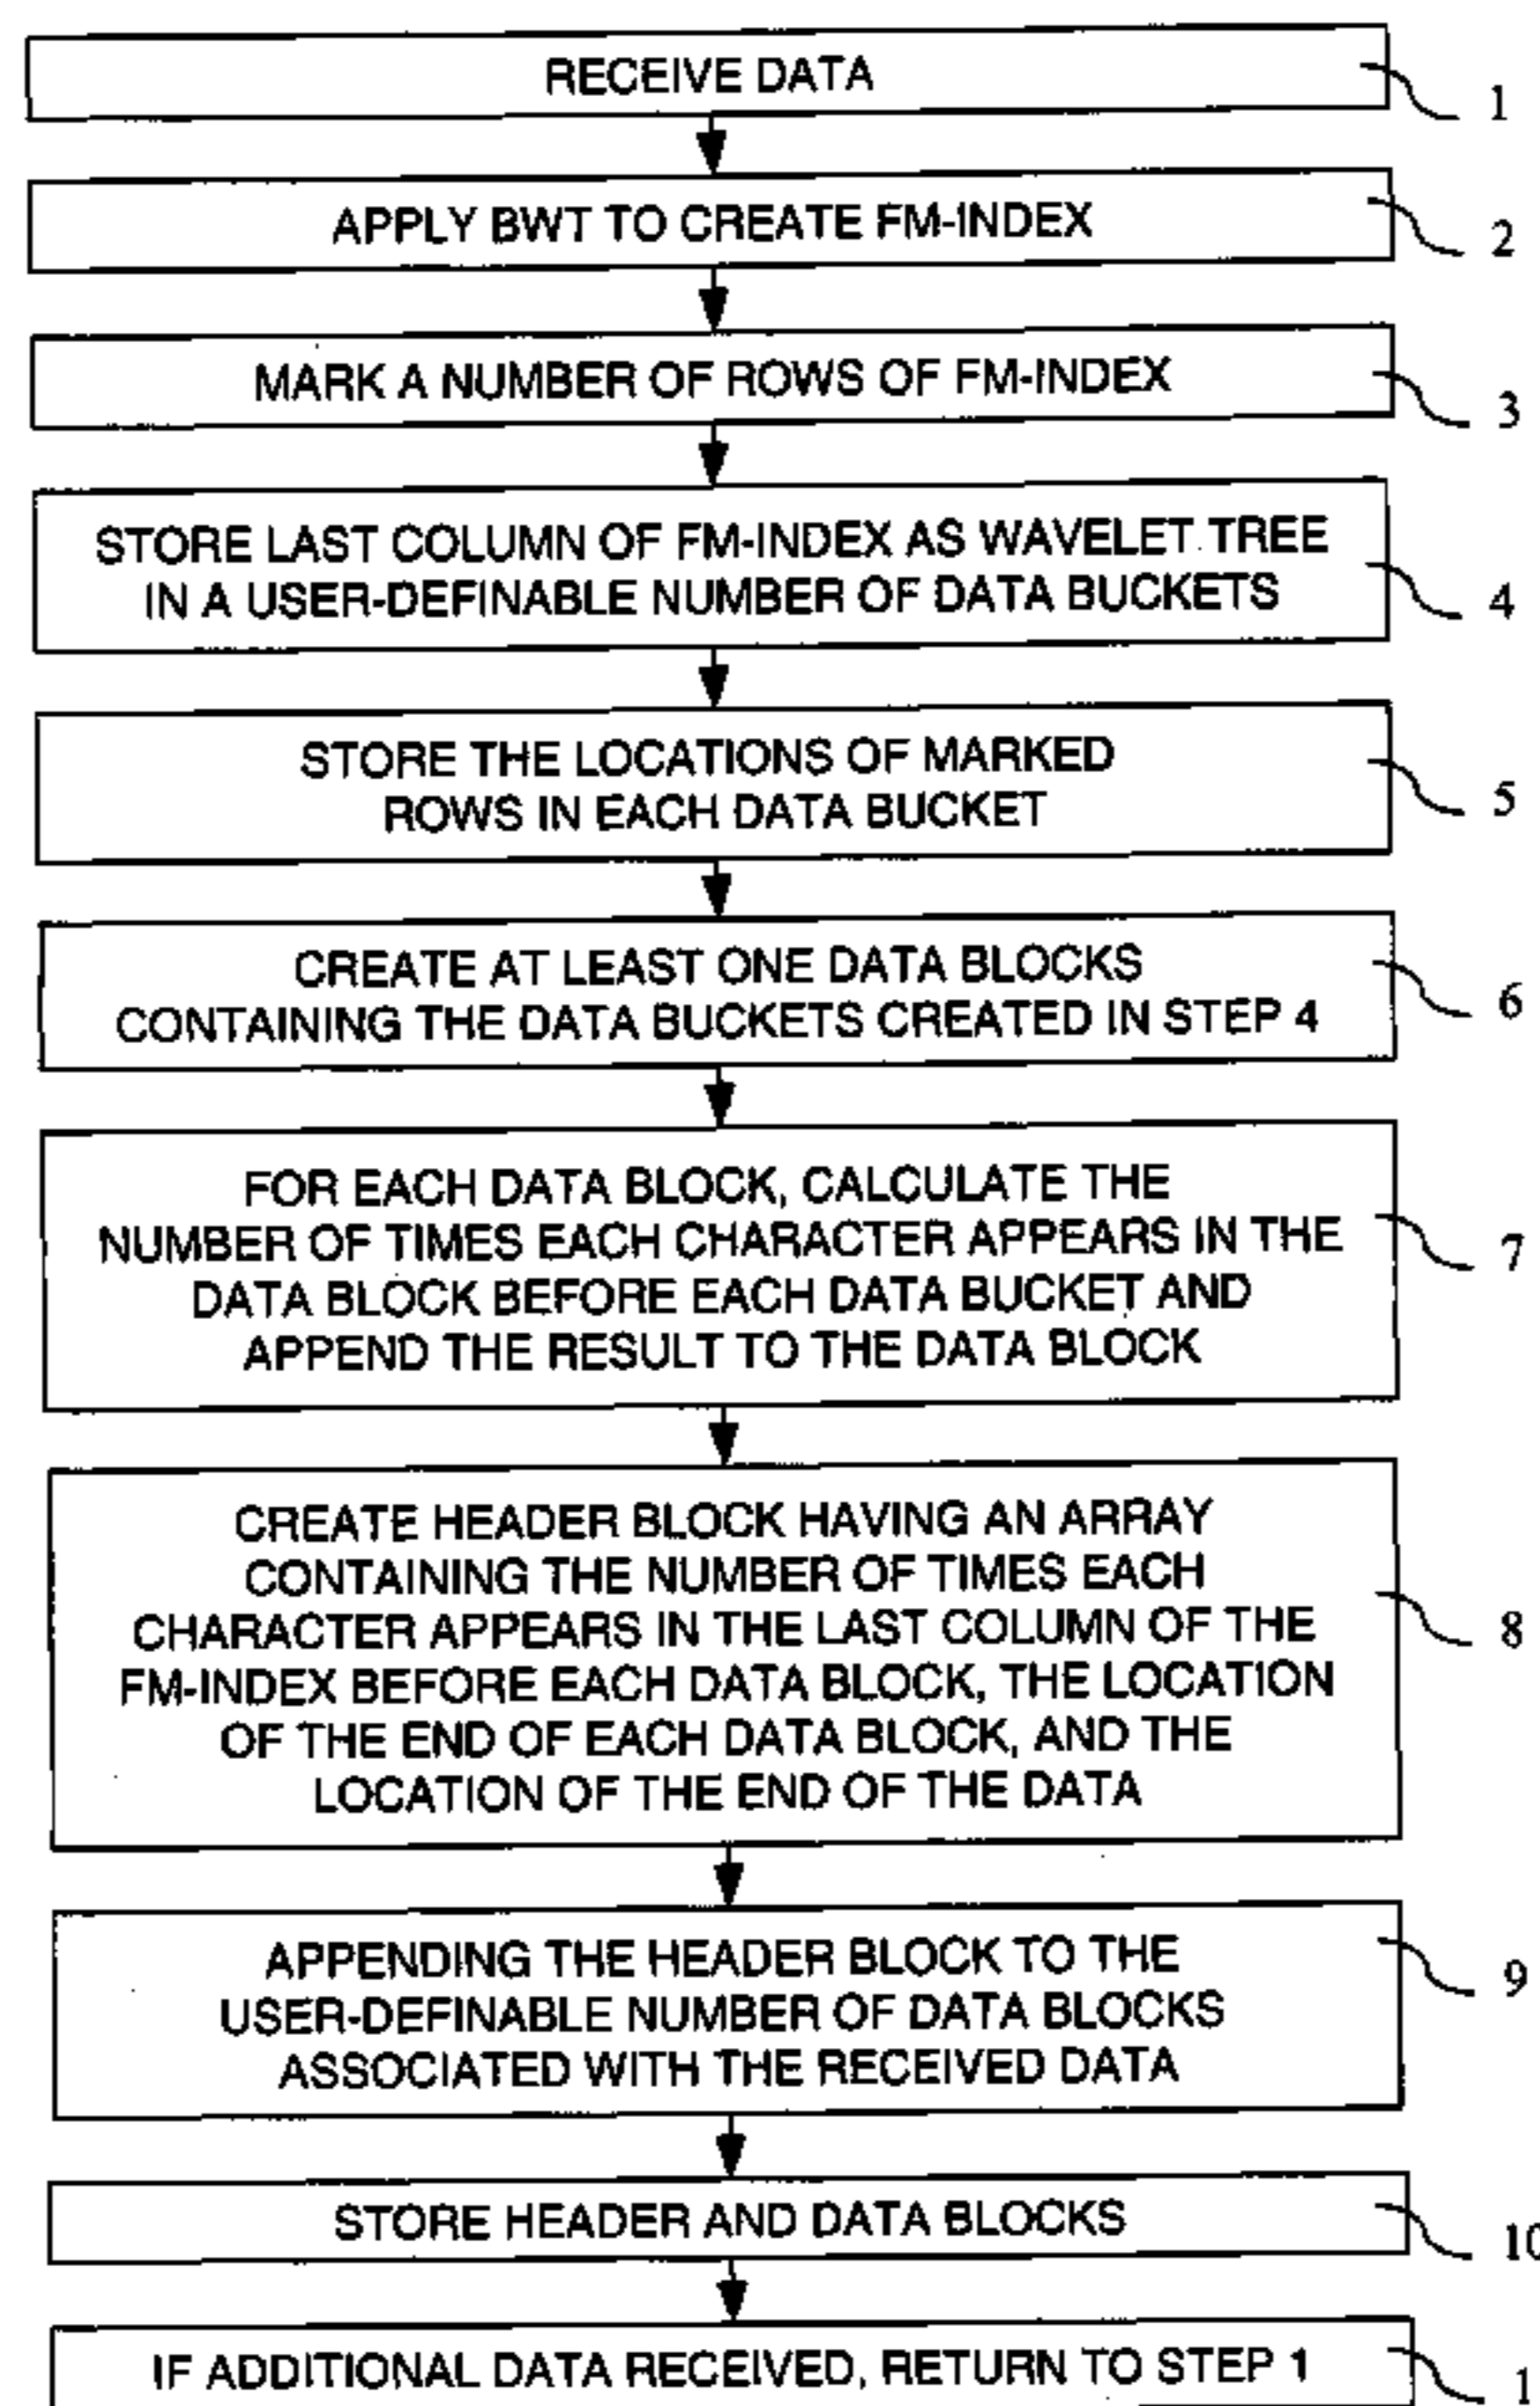 RECEIVE DATA
1
APPLY BWT TO CREATE FM-INDEX
2
MARK A NUMBER OF ROWS OF FM-INDEX
3
STORE LAST COLUMN OF FM-INDEX AS WAVELET TREE
IN A USER-DEFINABLE NUMBER OF DATA BUCKETS
4
STORE THE LOCATIONS OF MARKED
ROWS IN EACH DATA BUCKET
5
CREATE AT LEAST ONE DATA BLOCKS
CONTAINING THE DATA BUCKETS CREATED IN STEP 4
6
FOR EACH DATA BLOCK, CALCULATE THE
NUMBER OF TIMES EACH CHARACTER APPEARS IN THE
DATA BLOCK BEFORE EACH DATA BUCKET AND
APPEND THE RESULT TO THE DATA BLOCK
7
CREATE HEADER BLOCK HAVING AN ARRAY
CONTAINING THE NUMBER OF TIMES EACH
CHARACTER APPEARS IN THE LAST COLUMN OF THE
FM-INDEX BEFORE EACH DATA BLOCK, THE LOCATION
OF THE END OF EACH DATA BLOCK, AND THE
LOCATION OF THE END OF THE DATA
8
APPENDING THE HEADER BLOCK TO THE
USER-DEFINABLE NUMBER OF DATA BLOCKS
ASSOCIATED WITH THE RECEIVED DATA
9
STORE HEADER AND DATA BLOCKS
10
IF ADDITIONAL DATA RECEIVED, RETURN TO STEP 1